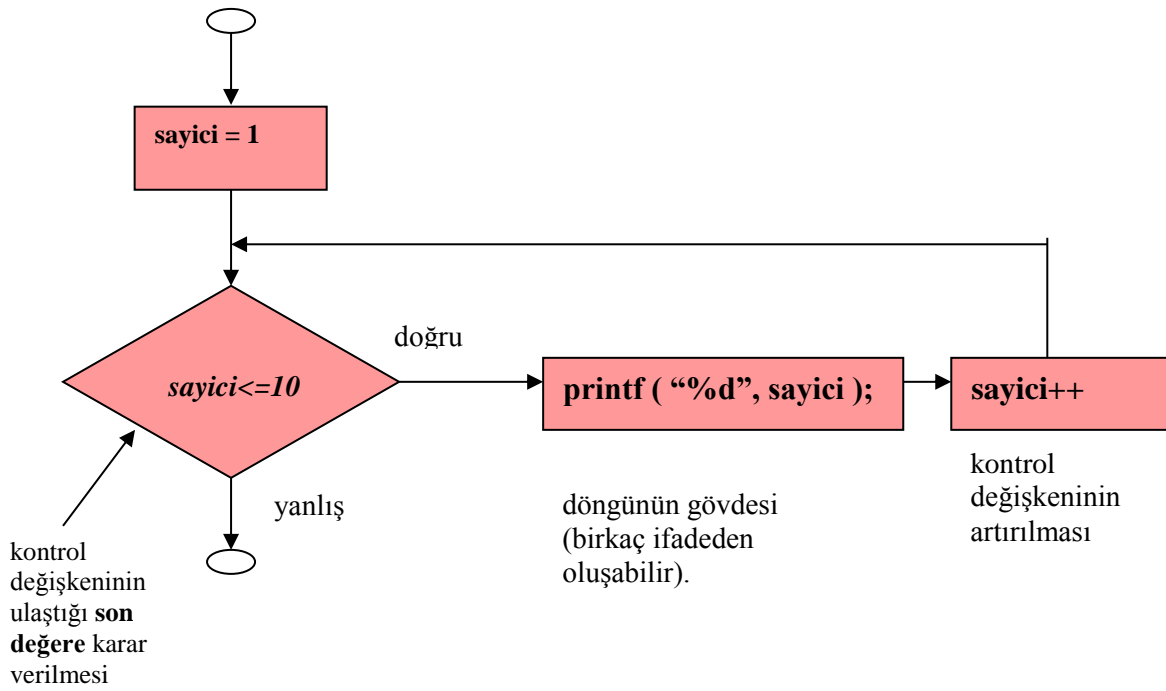 sayici = 1
doğru
sayici<=10
printf ( “%d”, sayici );
sayici++
yanlış
kontrol
değişkeninin
ulaştığı son
değere karar
verilmesi
döngünün gövdesi
(birkaç ifadeden
oluşabilir).
kontrol
değişkeninin
artırılması